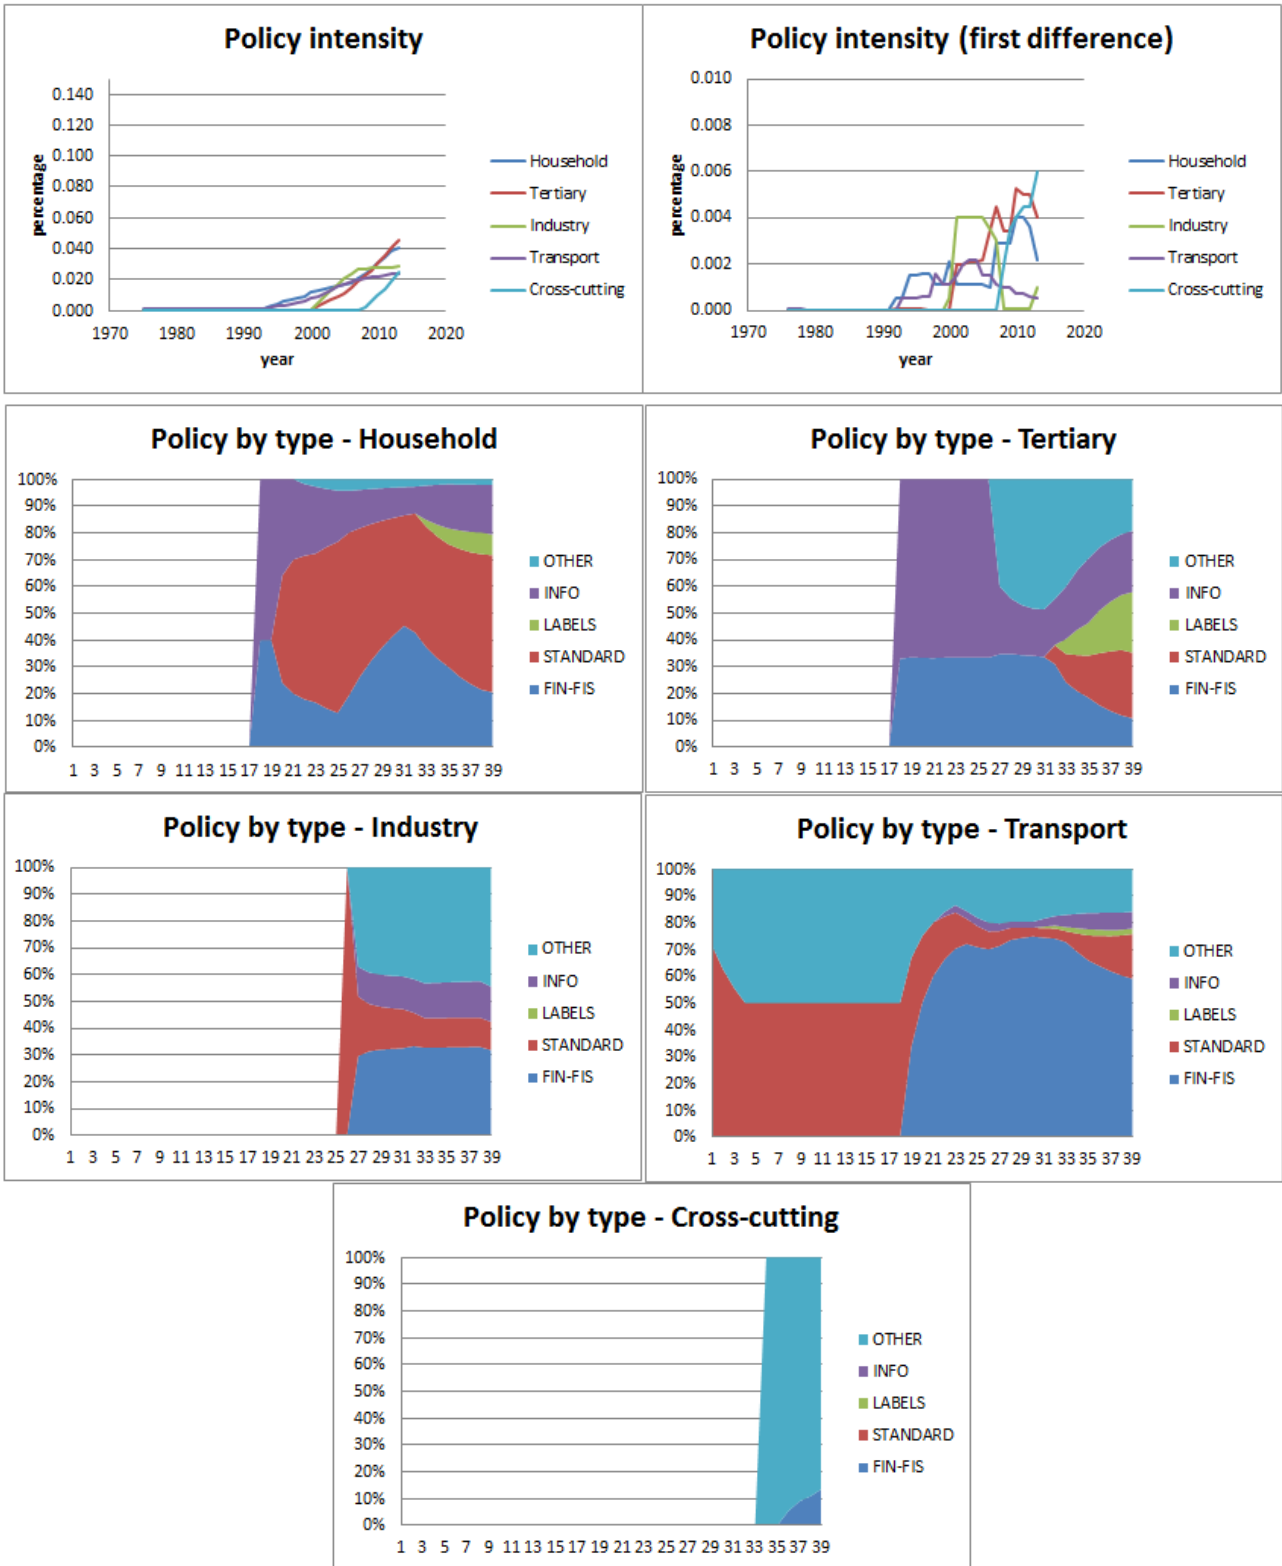 Policy intensity
0.140
0.120
0.100
0.080
0.060
0.040
0.020
0.000
percentage
1970 1980 1990 2000 2010 2020
year
Household
Tertiary
Industry
Transport
Cross-cutting
Policy intensity (first difference)
0.010
0.008
0.006
0.004
0.002
0.000
percentage
1970 1980 1990 2000 2010 2020
year
Household
Tertiary
Industry
Transport
Cross-cutting
Policy by type - Household
100%
90%
80%
70%
60%
50%
40%
30%
20%
10%
0%
1 3 5 7 9 11 13 15 17 19 21 23 25 27 29 31 33 35 37 39
OTHER
INFO
LABELS
STANDARD
FIN-FIS
Policy by type - Tertiary
100%
90%
80%
70%
60%
50%
40%
30%
20%
10%
0%
1 3 5 7 9 11 13 15 17 19 21 23 25 27 29 31 33 35 37 39
OTHER
INFO
LABELS
STANDARD
FIN-FIS
Policy by type - Industry
100%
90%
80%
70%
60%
50%
40%
30%
20%
10%
0%
1 3 5 7 9 11 13 15 17 19 21 23 25 27 29 31 33 35 37 39
OTHER
INFO
LABELS
STANDARD
FIN-FIS
Policy by type - Transport
100%
90%
80%
70%
60%
50%
40%
30%
20%
10%
0%
1 3 5 7 9 11 13 15 17 19 21 23 25 27 29 31 33 35 37 39
OTHER
INFO
LABELS
STANDARD
FIN-FIS
Policy by type - Cross-cutting
100%
90%
80%
70%
60%
50%
40%
30%
20%
10%
0%
1 3 5 7 9 11 13 15 17 19 21 23 25 27 29 31 33 35 37 39
OTHER
INFO
LABELS
STANDARD
FIN-FIS